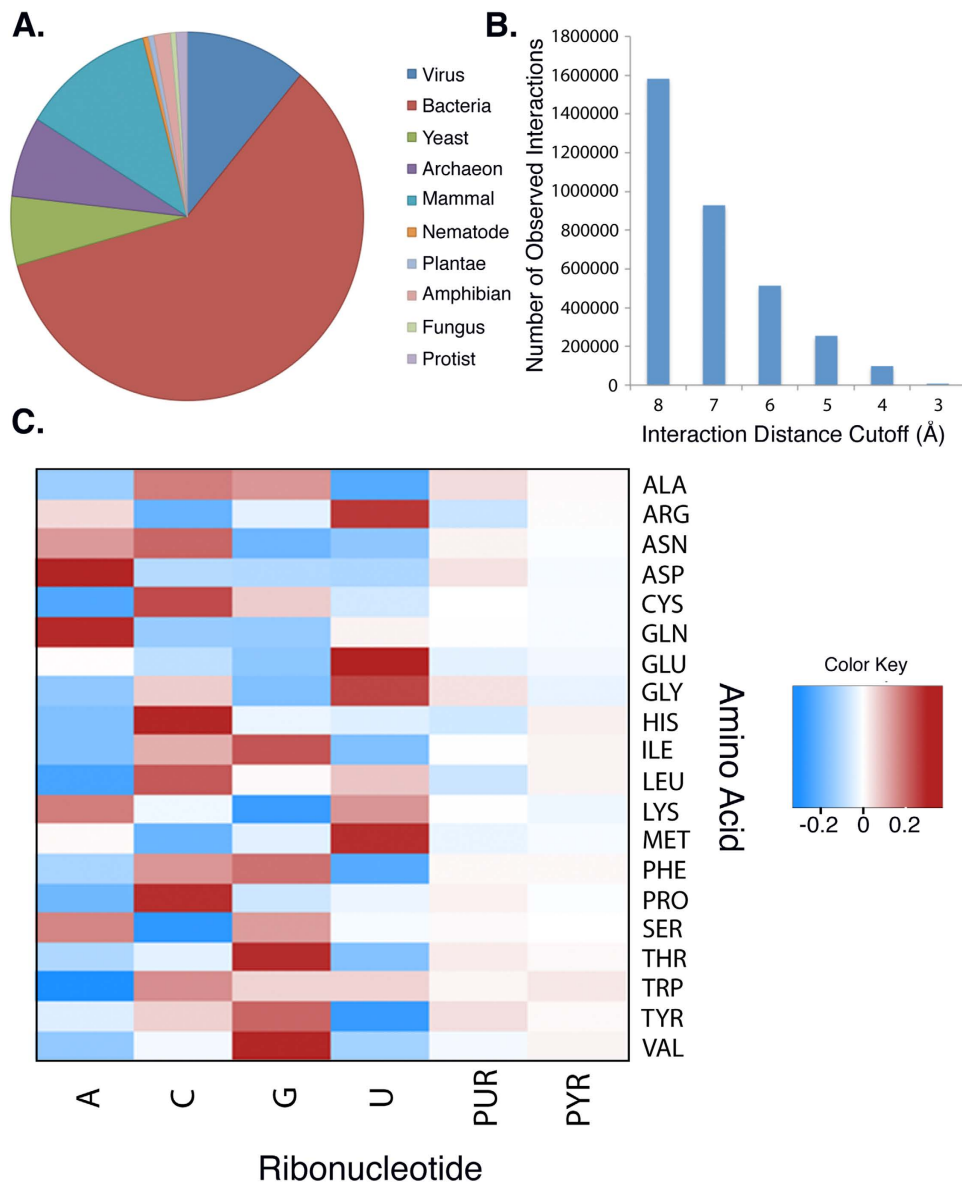 A.
Virus
Bacteria
Yeast
Archaeon
Mammal
Nematode
Plantae
Amphibian
Fungus
Protist
B.
Number of Observed Interactions
1800000
1600000
1400000
1200000
1000000
800000
600000
400000
200000
0
8 7 6 5 4 3
Interaction Distance Cutoff (Å)
C.
ALA
ARG
ASN
ASP
CYS
GLN
GLU
GLY
HIS
ILE
LEU
LYS
MET
PHE
PRO
SER
THR
TRP
TYR
VAL
Amino Acid
Color Key
-0.2 0 0.2
A C G U PUR PYR
Ribonucleotide